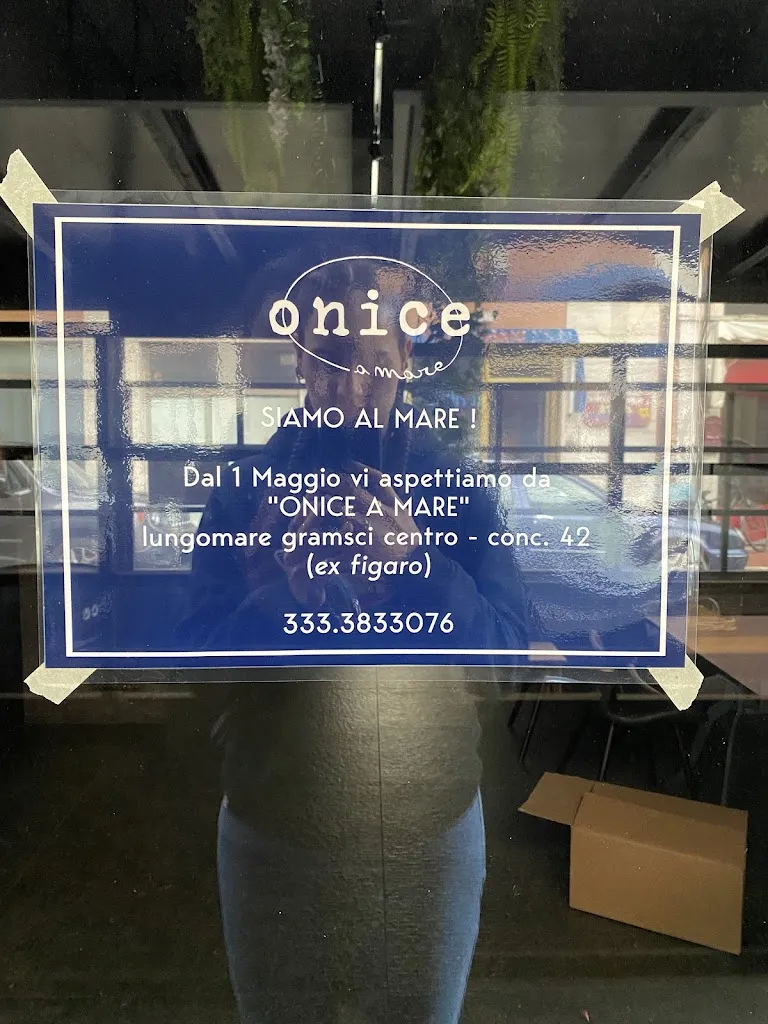 onice
a mare
SIAMO AL MARE !
Dal 1 Maggio vi aspettiamo da
"ONICE A MARE"
lungomare gramsci centro - conc. 42
(ex figaro)
333.3833076